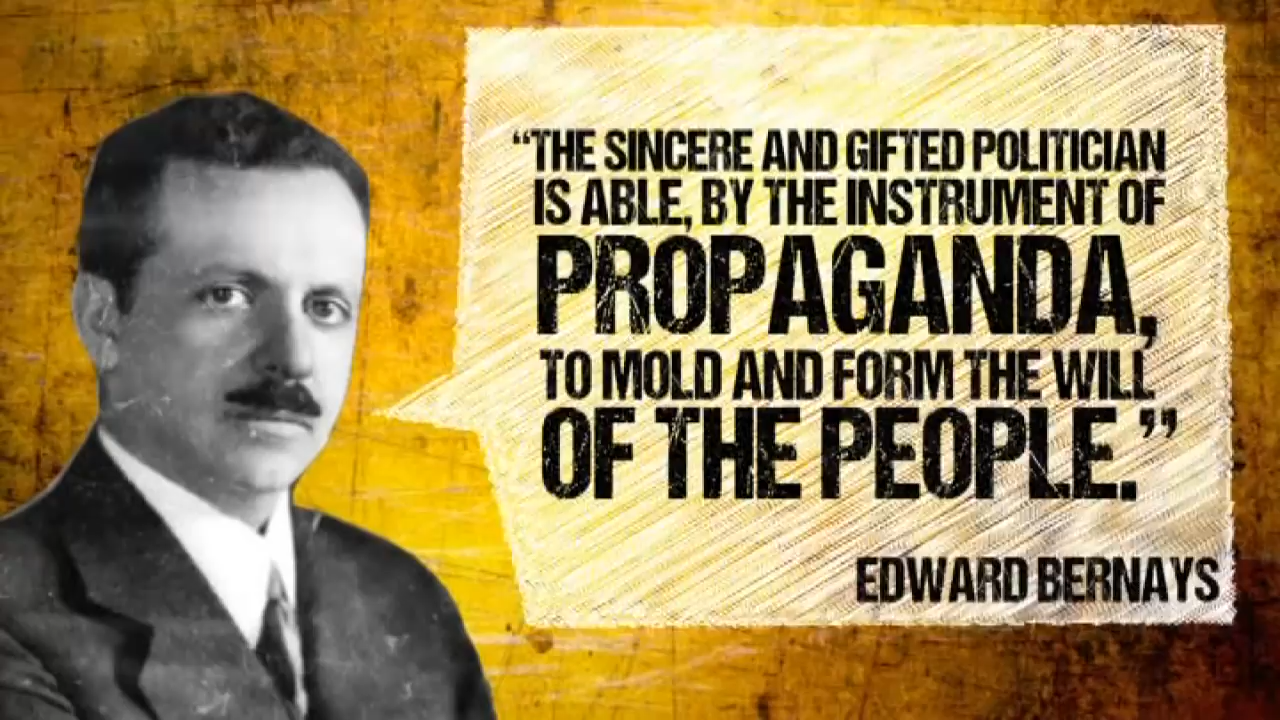 “THE SINCERE AND GIFTED POLITICIAN
IS ABLE, BY THE INSTRUMENT OF
PROPAGANDA,
TO MOLD AND FORM THE WILL
OF THE PEOPLE.”
EDWARD BERNAYS